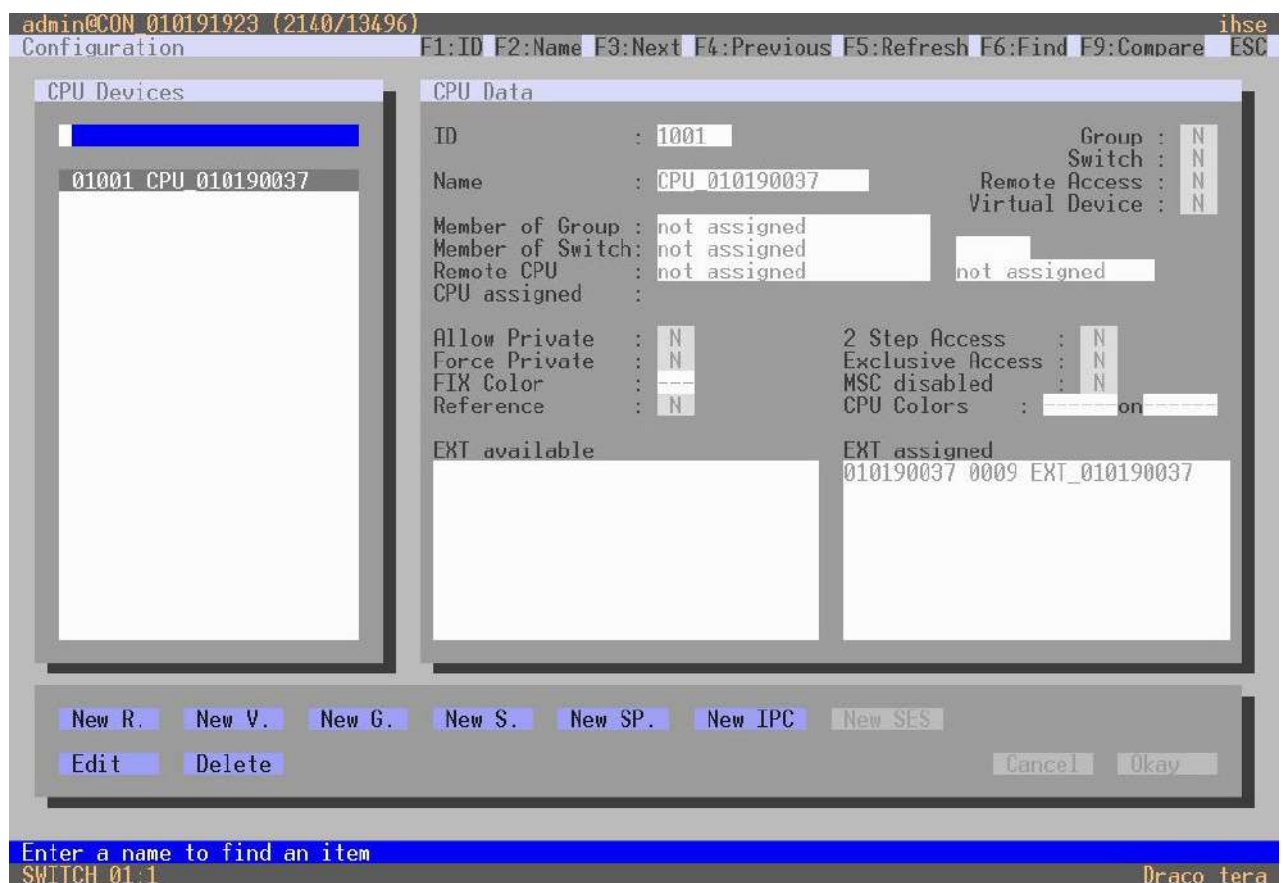 admin@CON_010191923 (2140/13496) ihse
Configuration F1:ID F2:Name F3:Next F4:Previous F5:Refresh F6:Find F9:Compare ESC
CPU Devices
01001 CPU_010190037
CPU Data
ID : 1001 Group : N
Switch : N
Name : CPU_010190037 Remote Access : N
Virtual Device : N
Member of Group : not assigned
Member of Switch: not assigned
Remote CPU : not assigned not assigned
CPU assigned :
Allow Private : N 2 Step Access : N
Force Private : N Exclusive Access : N
FIX Color : --- MSC disabled : N
Reference : N CPU Colors : ------on------
EXT available EXT assigned
010190037 0009 EXT_010190037
New R. New V. New G. New S. New SP. New IPC New SES
Edit Delete Cancel Okay
Enter a name to find an item
SWITCH_01:1 Draco tera